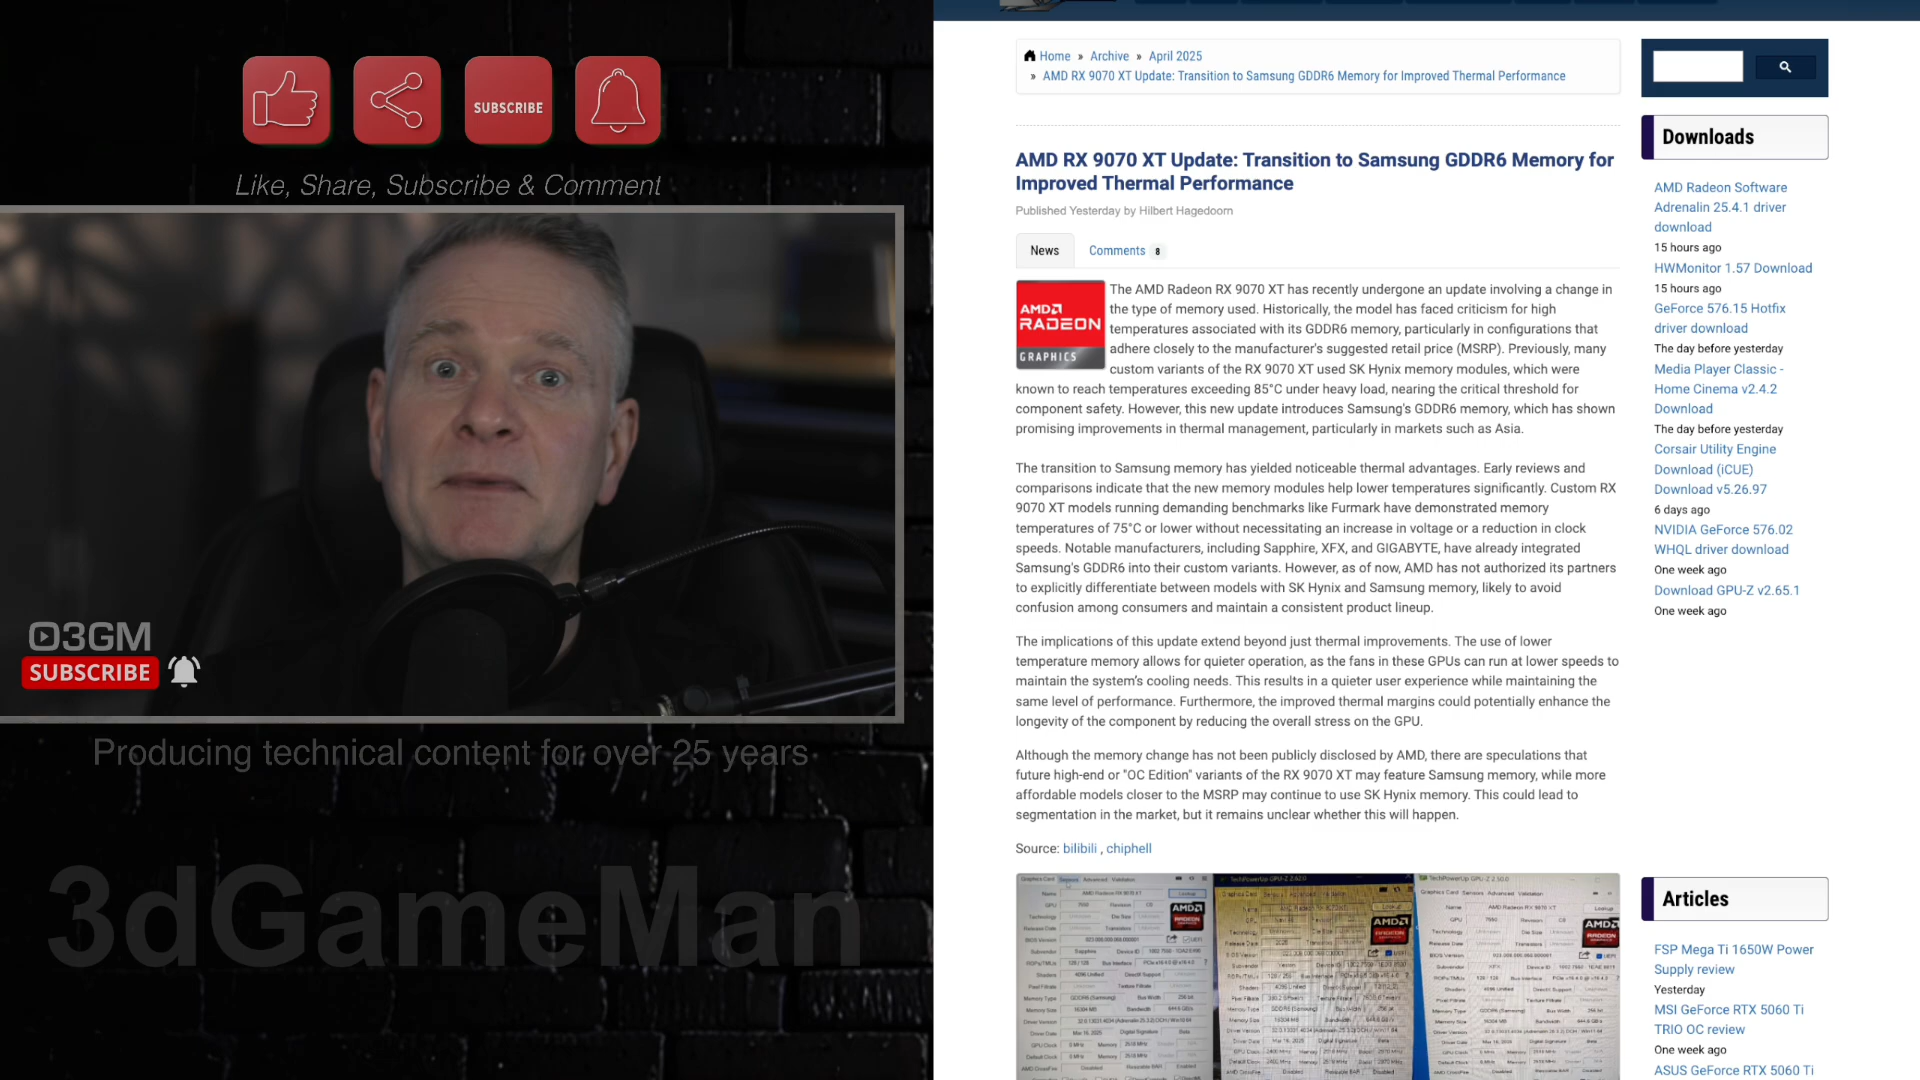 SUBSCRIBE
Like, Share, Subscribe & Comment
3GM
SUBSCRIBE
Producing technical content for over 25 years
3dGameMan
Home » Archive » April 2025
» AMD RX 9070 XT Update: Transition to Samsung GDDR6 Memory for Improved Thermal Performance
AMD RX 9070 XT Update: Transition to Samsung GDDR6 Memory for
Improved Thermal Performance
Published Yesterday by Hilbert Hagedoorn
News Comments 8
AMD
RADEON
GRAPHICS
The AMD Radeon RX 9070 XT has recently undergone an update involving a change in
the type of memory used. Historically, the model has faced criticism for high
temperatures associated with its GDDR6 memory, particularly in configurations that
adhere closely to the manufacturer's suggested retail price (MSRP). Previously, many
custom variants of the RX 9070 XT used SK Hynix memory modules, which were
known to reach temperatures exceeding 85°C under heavy load, nearing the critical threshold for
component safety. However, this new update introduces Samsung's GDDR6 memory, which has shown
promising improvements in thermal management, particularly in markets such as Asia.
The transition to Samsung memory has yielded noticeable thermal advantages. Early reviews and
comparisons indicate that the new memory modules help lower temperatures significantly. Custom RX
9070 XT models running demanding benchmarks like Furmark have demonstrated memory
temperatures of 75°C or lower without necessitating an increase in voltage or a reduction in clock
speeds. Notable manufacturers, including Sapphire, XFX, and GIGABYTE, have already integrated
Samsung's GDDR6 into their custom variants. However, as of now, AMD has not authorized its partners
to explicitly differentiate between models with SK Hynix and Samsung memory, likely to avoid
confusion among consumers and maintain a consistent product lineup.
The implications of this update extend beyond just thermal improvements. The use of lower
temperature memory allows for quieter operation, as the fans in these GPUs can run at lower speeds to
maintain the system's cooling needs. This results in a quieter user experience while maintaining the
same level of performance. Furthermore, the improved thermal margins could potentially enhance the
longevity of the component by reducing the overall stress on the GPU.
Although the memory change has not been publicly disclosed by AMD, there are speculations that
future high-end or "OC Edition" variants of the RX 9070 XT may feature Samsung memory, while more
affordable models closer to the MSRP may continue to use SK Hynix memory. This could lead to
segmentation in the market, but it remains unclear whether this will happen.
Source: bilibili , chiphell
Downloads
AMD Radeon Software
Adrenalin 25.4.1 driver
download
15 hours ago
HWMonitor 1.57 Download
15 hours ago
GeForce 576.15 Hotfix
driver download
The day before yesterday
Media Player Classic -
Home Cinema v2.4.2
Download
The day before yesterday
Corsair Utility Engine
Download (iCUE)
Download v5.26.97
6 days ago
NVIDIA GeForce 576.02
WHQL driver download
One week ago
Download GPU-Z v2.65.1
One week ago
Articles
FSP Mega Ti 1650W Power
Supply review
Yesterday
MSI GeForce RTX 5060 Ti
TRIO OC review
One week ago
ASUS GeForce RTX 5060 Ti